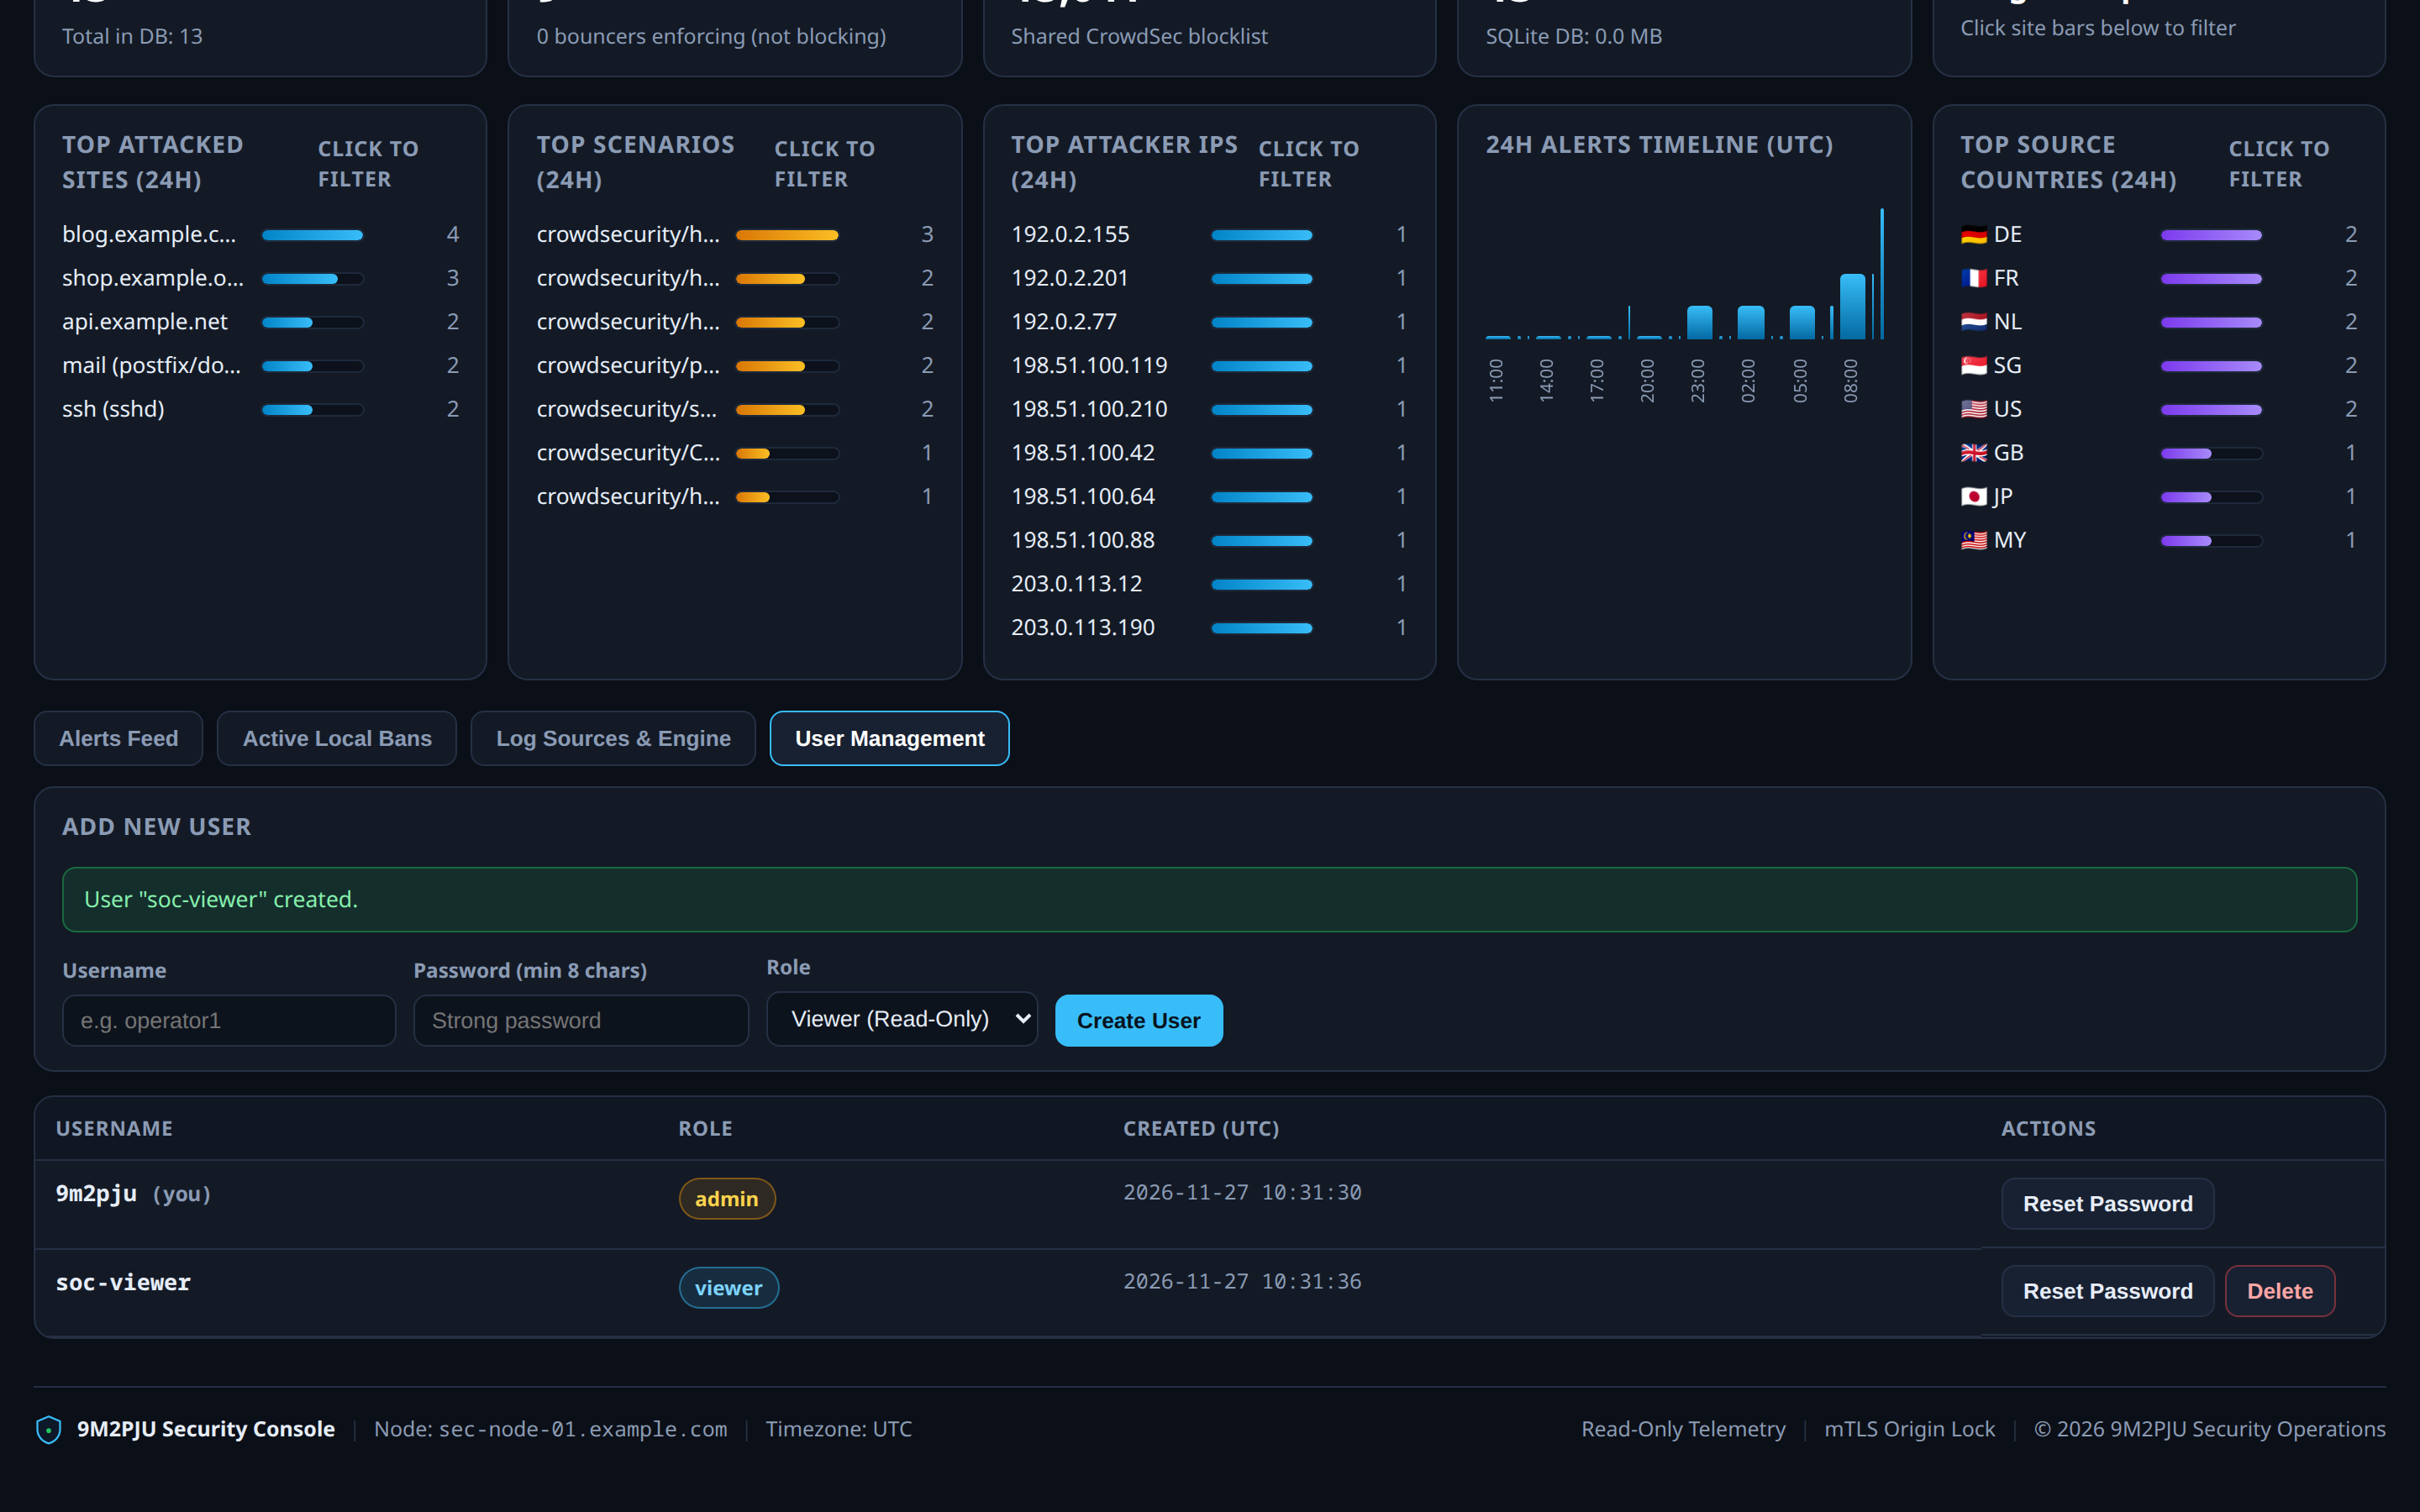 Total in DB: 13
0 bouncers enforcing (not blocking)
Shared CrowdSec blocklist
SQLite DB: 0.0 MB
Click site bars below to filter
TOP ATTACKED SITES (24H)
CLICK TO FILTER
blog.example.c... 4
shop.example.o... 3
api.example.net 2
mail (postfix/do... 2
ssh (sshd) 2
TOP SCENARIOS (24H)
CLICK TO FILTER
crowdsecurity/h... 3
crowdsecurity/h... 2
crowdsecurity/h... 2
crowdsecurity/p... 2
crowdsecurity/s... 2
crowdsecurity/C... 1
crowdsecurity/h... 1
TOP ATTACKER IPS (24H)
CLICK TO FILTER
192.0.2.155 1
192.0.2.201 1
192.0.2.77 1
198.51.100.119 1
198.51.100.210 1
198.51.100.42 1
198.51.100.64 1
198.51.100.88 1
203.0.113.12 1
203.0.113.190 1
24H ALERTS TIMELINE (UTC)
11:00 14:00 17:00 20:00 23:00 02:00 05:00 08:00
TOP SOURCE COUNTRIES (24H)
CLICK TO FILTER
DE 2
FR 2
NL 2
SG 2
US 2
GB 1
JP 1
MY 1
Alerts Feed
Active Local Bans
Log Sources & Engine
User Management
ADD NEW USER
User "soc-viewer" created.
Username
Password (min 8 chars)
Role
e.g. operator1
Strong password
Viewer (Read-Only)
Create User
USERNAME ROLE CREATED (UTC) ACTIONS
9m2pju (you) admin 2026-11-27 10:31:30 Reset Password
soc-viewer viewer 2026-11-27 10:31:36 Reset Password Delete
9M2PJU Security Console | Node: sec-node-01.example.com | Timezone: UTC
Read-Only Telemetry | mTLS Origin Lock | © 2026 9M2PJU Security Operations